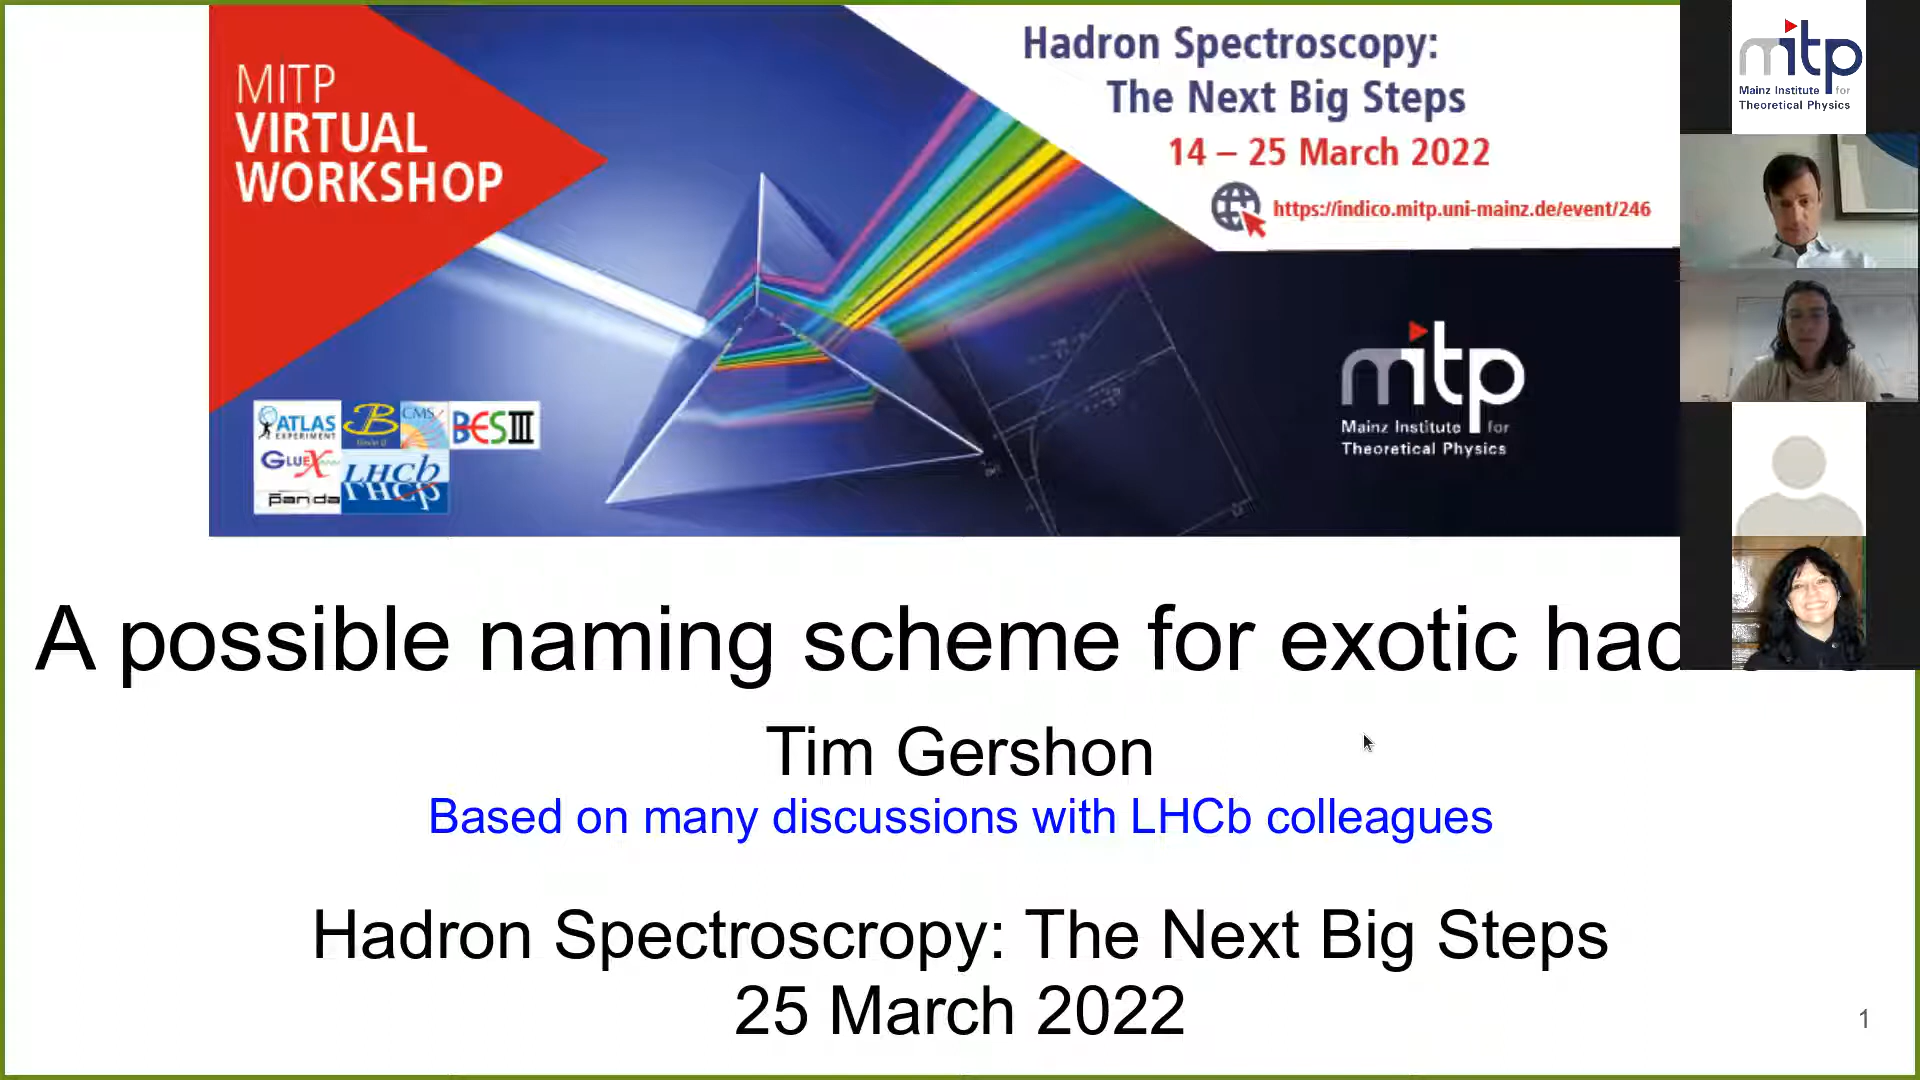 MITP
VIRTUAL
WORKSHOP
Hadron Spectroscopy:
The Next Big Steps
14 – 25 March 2022
https://indico.mitp.uni-mainz.de/event/246
mitp
Mainz Institute for
Theoretical Physics
ATLAS
EXPERIMENT
B
CMS
BESIII
GLUEX
LHCb
panda
mitp
Mainz Institute for
Theoretical Physics
A possible naming scheme for exotic had
Tim Gershon
Based on many discussions with LHCb colleagues
Hadron Spectroscropy: The Next Big Steps
25 March 2022
1